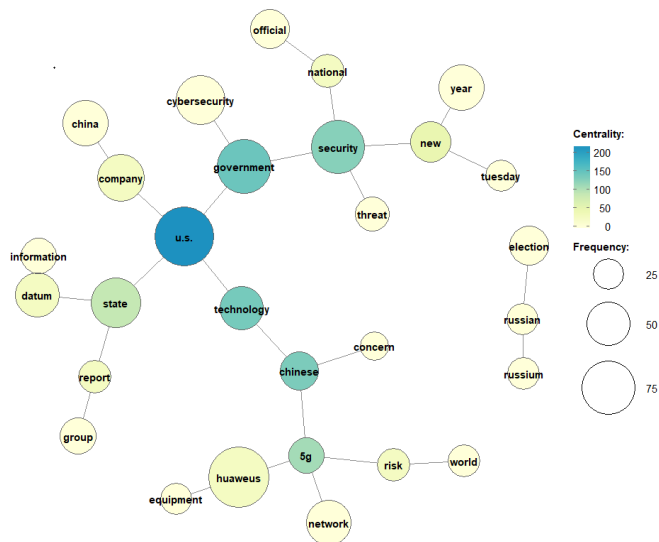 official
national
cybersecurity
year
china
security
new
government
company
tuesday
threat
u.s.
information
datum
state
technology
election
russian
russium
concern
chinese
report
group
5g
huaweus
risk
world
equipment
network
Centrality:
200
150
100
50
0
Frequency:
25
50
75